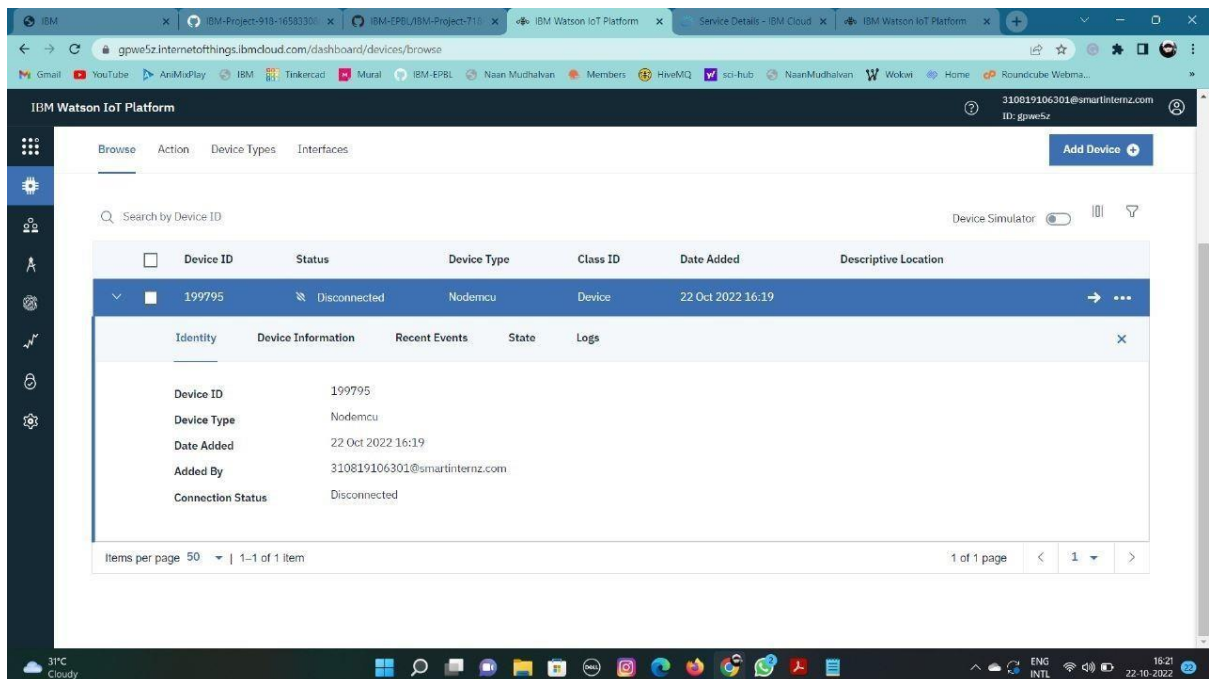 IBM
IBM-Project-918-16583308
IBM-EPBL/IBM-Project-718
IBM Watson IoT Platform
Service Details - IBM Cloud
IBM Watson IoT Platform
gpwe5z.internetofthings.ibmcloud.com/dashboard/devices/browse
Gmail YouTube AniMixPlay IBM Tinkercad Mural IBM-EPBL Naan Mudhalvan Members HiveMQ sci-hub NaanMudhalvan Wokwi Home Roundcube Webma...
IBM Watson IoT Platform
310819106301@smartinternz.com
ID: gpwe5z
Browse Action Device Types Interfaces Add Device
Search by Device ID Device Simulator
Device ID Status Device Type Class ID Date Added Descriptive Location
199795 Disconnected Nodemcu Device 22 Oct 2022 16:19
Identity Device Information Recent Events State Logs
Device ID 199795
Device Type Nodemcu
Date Added 22 Oct 2022 16:19
Added By 310819106301@smartinternz.com
Connection Status Disconnected
Items per page 50 | 1–1 of 1 item 1 of 1 page 1
31°C
Cloudy
DELL
ENG
INTL
16:21
22-10-2022
22